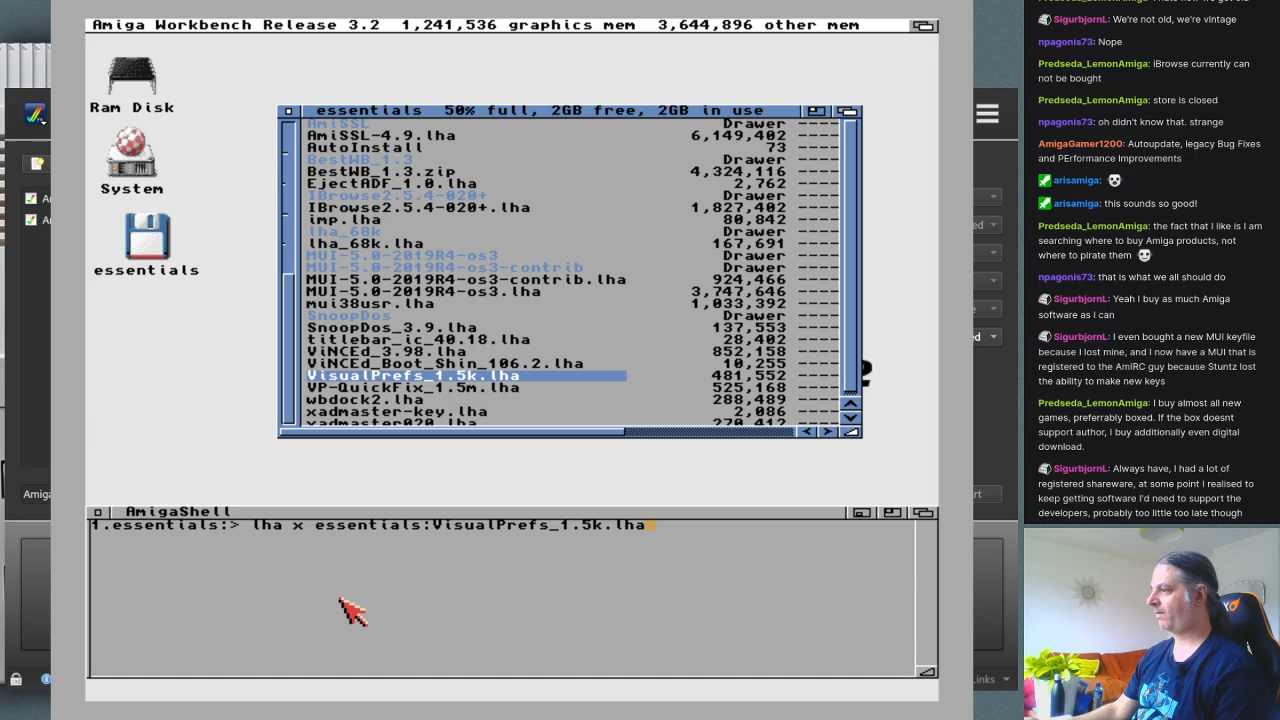 Amiga Workbench Release 3.2 1,241,536 graphics mem 3,644,896 other mem
Ram Disk
System
essentials
essentials 50% full, 2GB free, 2GB in use
AmiSSL Drawer
AmiSSL-4.9.lha 6,149,402
AutoInstall 73
BestWB_1.3 Drawer
BestWB_1.3.zip 4,324,116
EjectADF_1.0.lha 2,762
IBrowse2.5.4-020+ Drawer
IBrowse2.5.4-020+.lha 1,827,402
imp.lha 80,842
lha_68k Drawer
lha_68k.lha 167,691
MUI-5.0-2019R4-os3 Drawer
MUI-5.0-2019R4-os3-contrib Drawer
MUI-5.0-2019R4-os3-contrib.lha 924,466
MUI-5.0-2019R4-os3.lha 3,747,646
mui38usr.lha 1,033,392
SnoopDos Drawer
SnoopDos_3.9.lha 137,553
titlebar_ic_40.18.lha 28,402
ViNCEd_3.98.lha 852,158
ViNCEd_Boot_Shin_106.2.lha 10,255
VisualPrefs_1.5k.lha 481,552
VP-QuickFix_1.5m.lha 525,168
wbdock2.lha 288,489
xadmaster-key.lha 2,086
xadmaster020.lha 270,412
AmigaShell
1.essentials:> lha x essentials:VisualPrefs_1.5k.lha
Amiga
Links
SigurbjornL: We're not old, we're vintage
npagonis73: Nope
Predseda_LemonAmiga: iBrowse currently can
not be bought
Predseda_LemonAmiga: store is closed
npagonis73: oh didn't know that. strange
AmigaGamer1200: Autoupdate, legacy Bug Fixes
and PErformance Improvements
arisamiga:
arisamiga: this sounds so good!
Predseda_LemonAmiga: the fact that I like is I am
searching where to buy Amiga products, not
where to pirate them
npagonis73: that is what we all should do
SigurbjornL: Yeah I buy as much Amiga
software as I can
SigurbjornL: I even bought a new MUI keyfile
because I lost mine, and I now have a MUI that is
registered to the AmIRC guy because Stuntz lost
the ability to make new keys
Predseda_LemonAmiga: I buy almost all new
games, preferrably boxed. If the box doesnt
support author, I buy additionally even digital
download.
SigurbjornL: Always have, I had a lot of
registered shareware, at some point I realised to
keep getting software I'd need to support the
developers, probably too little too late though